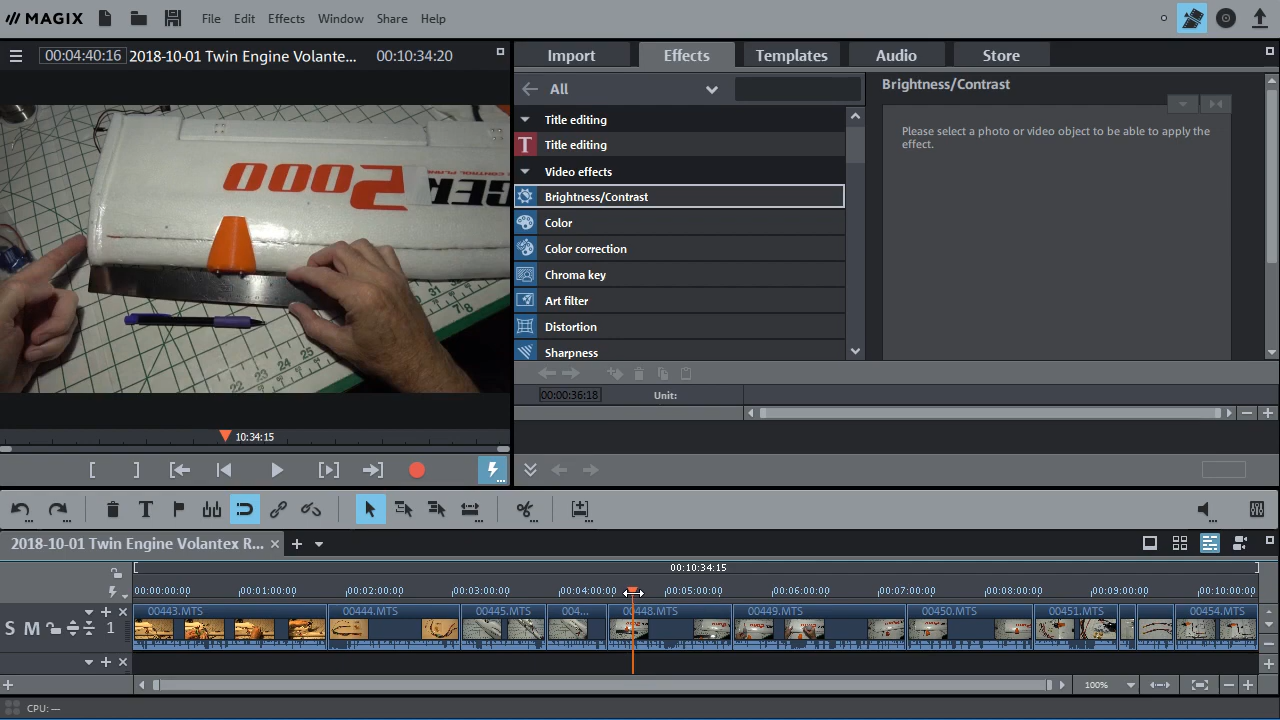 MAGIX
File Edit Effects Window Share Help
00:04:40:16 2018-10-01 Twin Engine Volante... 00:10:34:20
2000
Import Effects Templates Audio Store
All
Title editing
Title editing
Video effects
Brightness/Contrast
Color
Color correction
Chroma key
Art filter
Distortion
Sharpness
Brightness/Contrast
Please select a photo or video object to be able to apply the
effect.
00:00:36:18 Unit:
10:34:15
2018-10-01 Twin Engine Volantex R...
00:10:34:15
00:00:00:00 00:01:00:00 00:02:00:00 00:03:00:00 00:04:00:00 00:05:00:00 00:06:00:00 00:07:00:00 00:08:00:00 00:09:00:00 00:10:00:00
00443.MTS 00444.MTS 00445.MTS 004... 00448.MTS 00449.MTS 00450.MTS 00451.MTS 00454.MTS
S M 1
100%
CPU: —